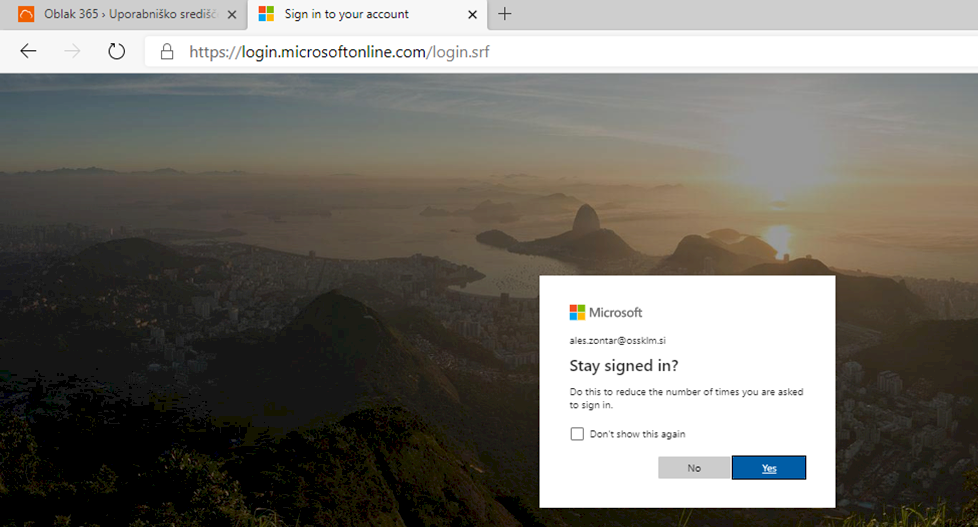 Oblak 365 › Uporabniško središč
Sign in to your account
https://login.microsoftonline.com/login.srf
Microsoft
ales.zontar@ossklm.si
Stay signed in?
Do this to reduce the number of times you are asked
to sign in.
Don't show this again
No
Yes